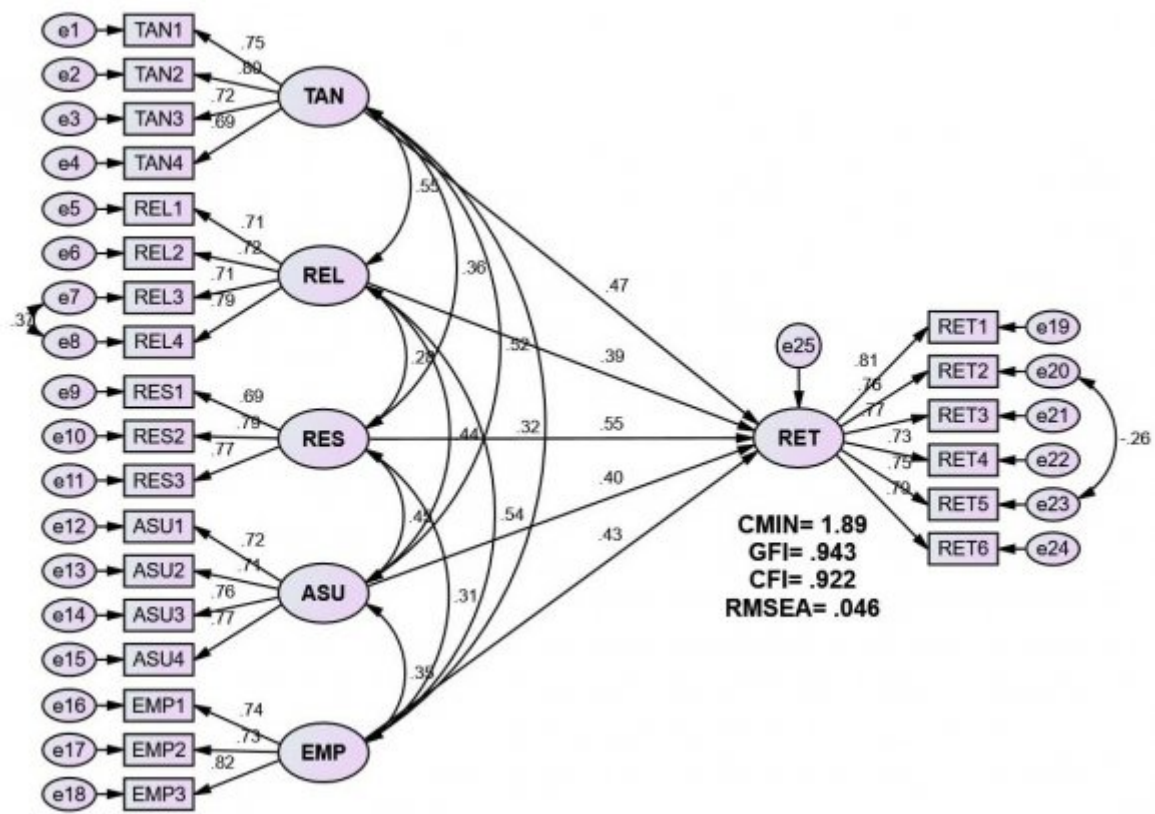 e1 TAN1
.75
e2 TAN2
.80
TAN
e3 TAN3
.72
.69
e4 TAN4
.55
e5 REL1
.71
e6 REL2
.72
REL
.36
e7 REL3
.71
.47
.79
.37
e8 REL4
.52
.39
.28
e9 RES1
.69
e10 RES2
.79
RES
.44
.32
.55
e11 RES3
.77
e12 ASU1
.72
.45
.54
.40
e13 ASU2
.71
ASU
.43
e14 ASU3
.76
.31
.77
e15 ASU4
.35
e16 EMP1
.74
e17 EMP2
.73
EMP
e18 EMP3
.82
e25
RET
.81
RET1 e19
.76
RET2 e20
.77
RET3 e21
-.26
.73
RET4 e22
.75
RET5 e23
.79
RET6 e24
CMIN= 1.89
GFI= .943
CFI= .922
RMSEA= .046